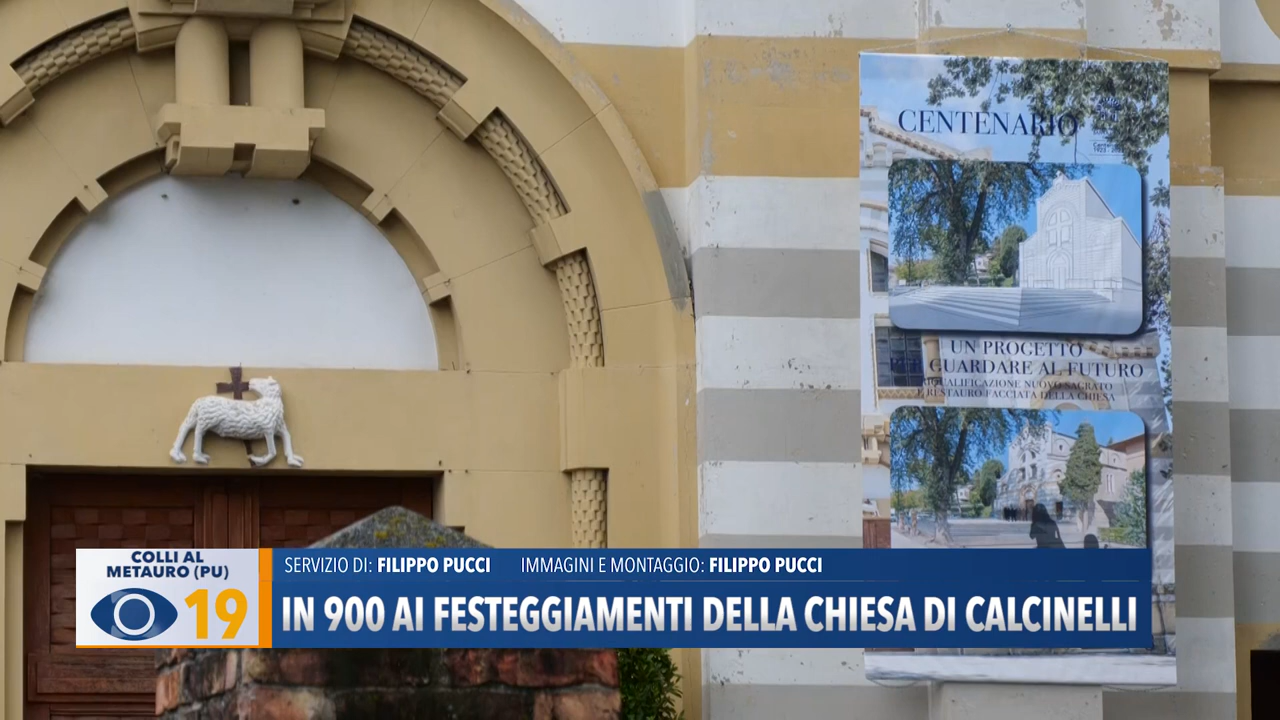 CENTENARIO
UN PROGETTO
GUARDARE AL FUTURO
RIQUALIFICAZIONE NUOVO SAGRATO
E RESTAURO FACCIATA DELLA CHIESA
COLLI AL
METAURO (PU)
19
SERVIZIO DI: FILIPPO PUCCI IMMAGINI E MONTAGGIO: FILIPPO PUCCI
IN 900 AI FESTEGGIAMENTI DELLA CHIESA DI CALCINELLI